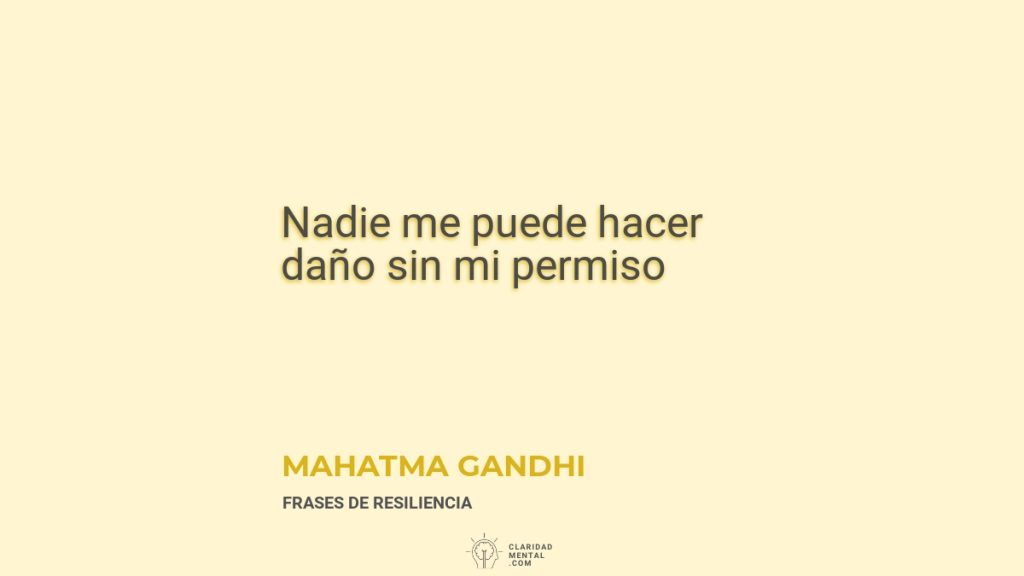 Nadie me puede hacer
daño sin mi permiso
MAHATMA GANDHI
FRASES DE RESILIENCIA
CLARIDAD
MENTAL
.COM